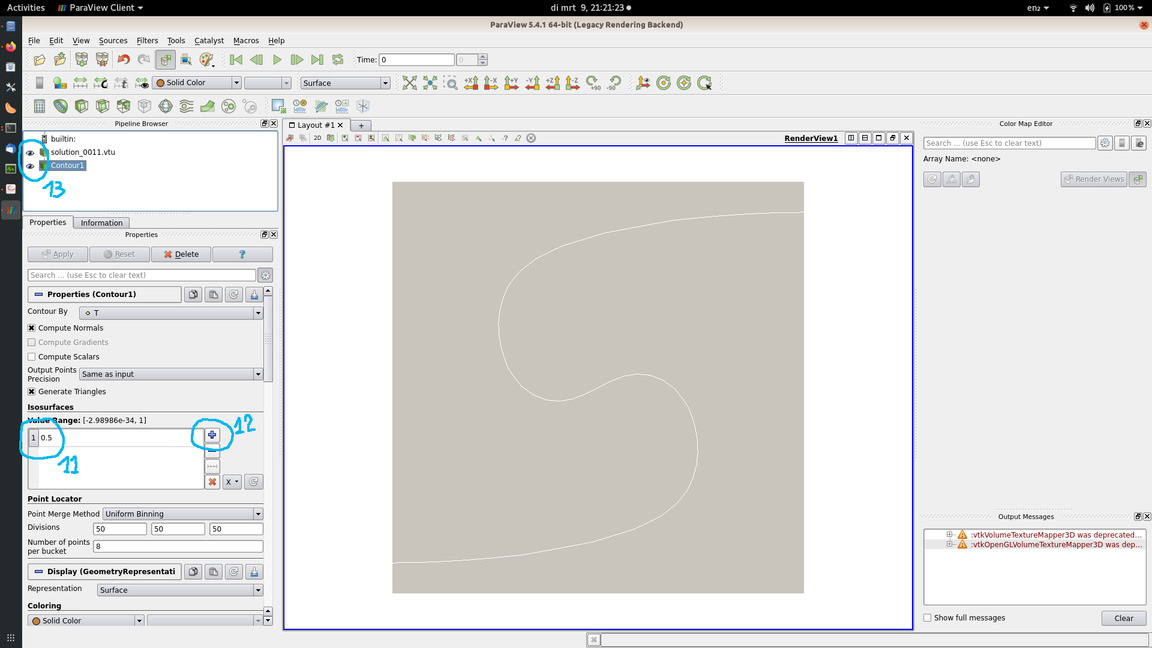 Activities ParaView Client di mrt 9, 21:21:23 en₂ 100%
ParaView 5.4.1 64-bit (Legacy Rendering Backend)
File Edit View Sources Filters Tools Catalyst Macros Help
Time: 0 0
Solid Color Surface
Pipeline Browser
Layout #1
Color Map Editor
builtin:
2D
RenderView1
solution_0011.vtu
Contour1
Search ... (use Esc to clear text)
Array Name: <none>
Render Views
13
Properties Information
Properties
Apply Reset Delete ?
Search ... (use Esc to clear text)
Properties (Contour1)
Contour By T
Compute Normals
Compute Gradients
Compute Scalars
Output Points
Precision
Same as input
Generate Triangles
Isosurfaces
Value Range: [-2.98986e-34, 1]
12
1 0.5
11
X
Point Locator
Point Merge Method Uniform Binning
Divisions 50 50 50
Number of points
per bucket
8
Display (GeometryRepresentati
Representation Surface
Coloring
Solid Color
Output Messages
:vtkVolumeTextureMapper3D was deprecated...
:vtkOpenGLVolumeTextureMapper3D was dep...
Show full messages Clear